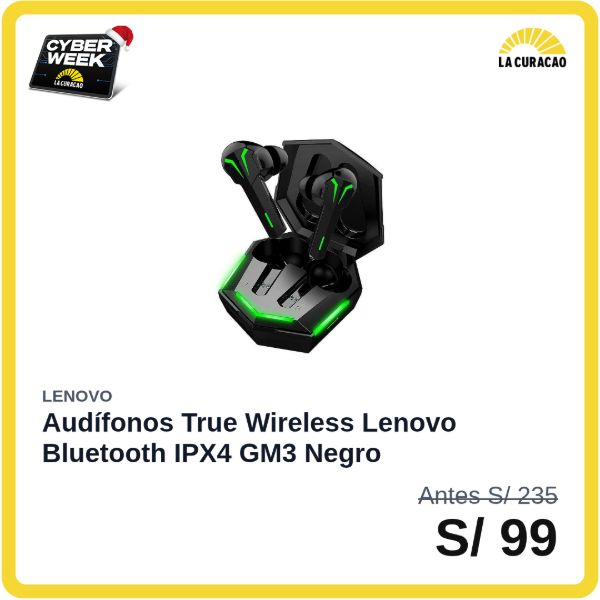 CYBER
WEEK
LA CURACAO
LA CURACAO
LENOVO
Audífonos True Wireless Lenovo
Bluetooth IPX4 GM3 Negro
Antes S/ 235
S/ 99